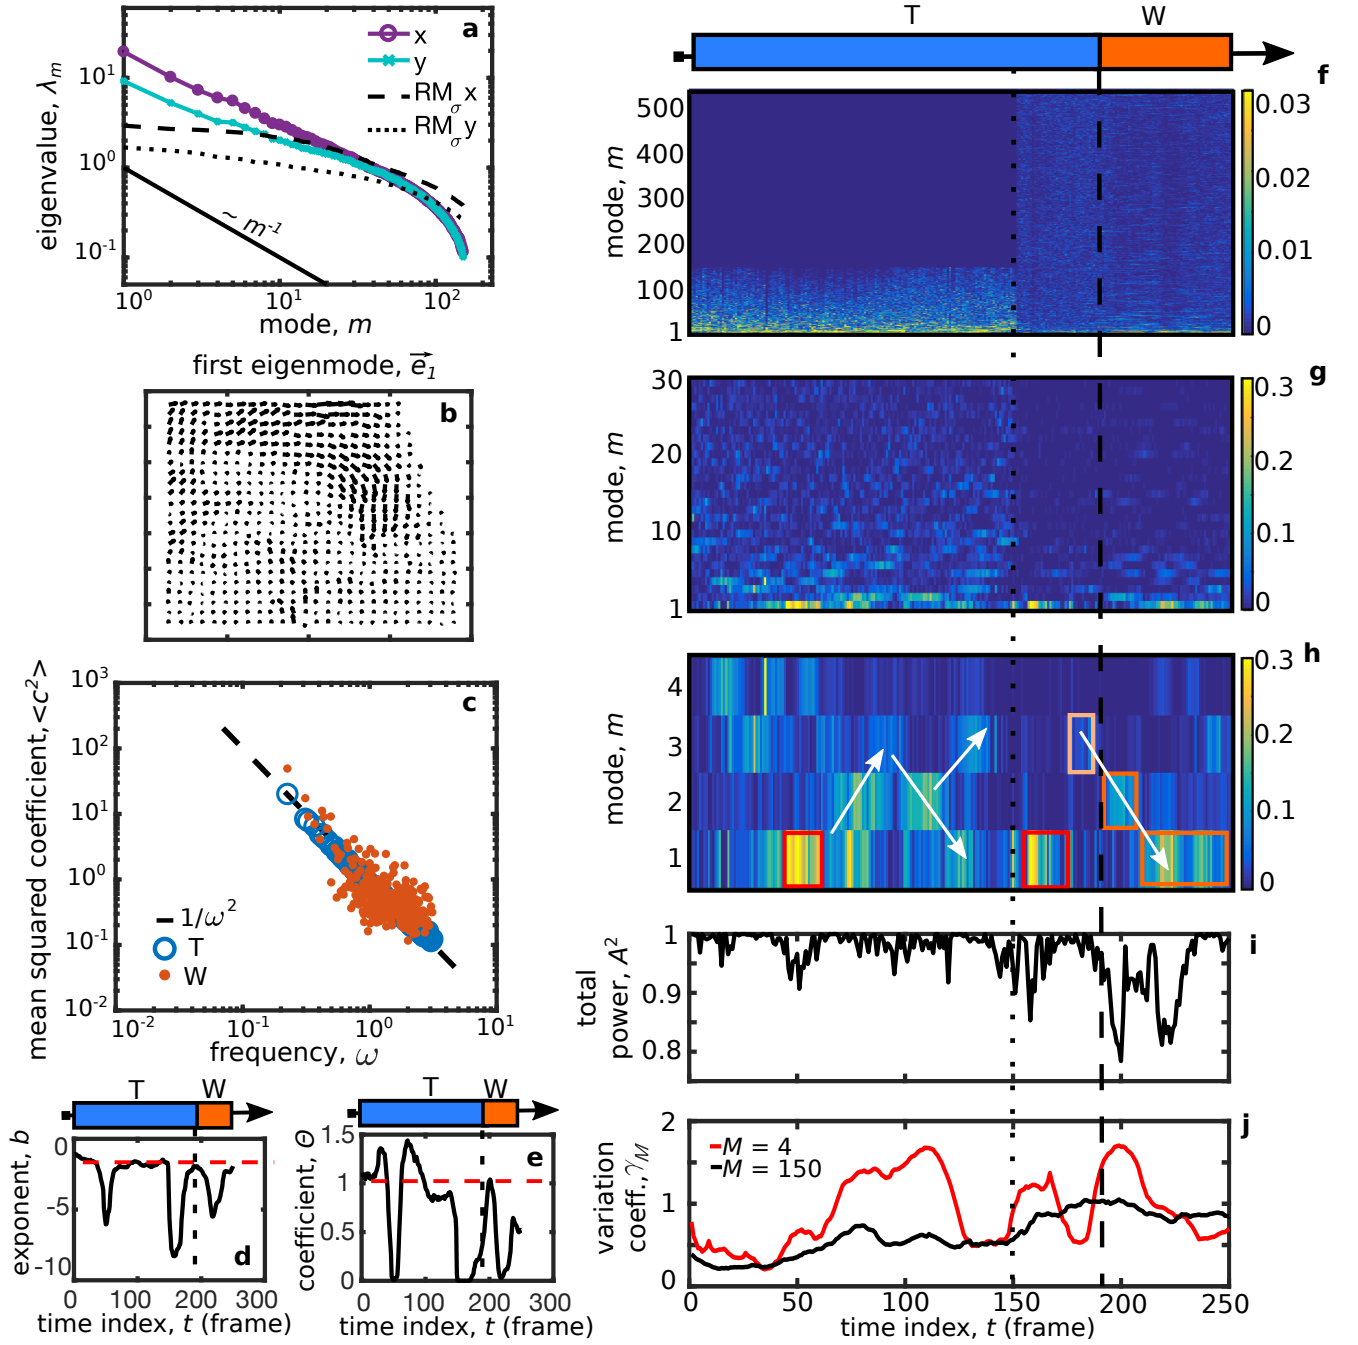 a
x
y
RM_σ x
RM_σ y
~ m⁻¹
eigenvalue, λ_m
10¹
10⁰
10⁻¹
10⁰ 10¹ 10²
mode, m
first eigenmode, e⃗₁
b
mean squared coefficient, <c²>
10³
10²
10¹
10⁰
10⁻¹
10⁻²
c
1/ω²
T
W
10⁻² 10⁻¹ 10⁰ 10¹
frequency, ω
T W
exponent, b
0
-5
-10
d
0 100 200 300
time index, t (frame)
T W
coefficient, Θ
1.5
1
0.5
0
e
0 100 200 300
time index, t (frame)
T W
f
mode, m
500
400
300
200
100
1
0.03
0.02
0.01
0
g
mode, m
30
20
10
1
0.3
0.2
0.1
0
h
mode, m
4
3
2
1
0.3
0.2
0.1
0
i
total
power, A²
1
0.9
0.8
j
variation
coeff., γ_M
2
1
0
M = 4
M = 150
0 50 100 150 200 250
time index, t (frame)